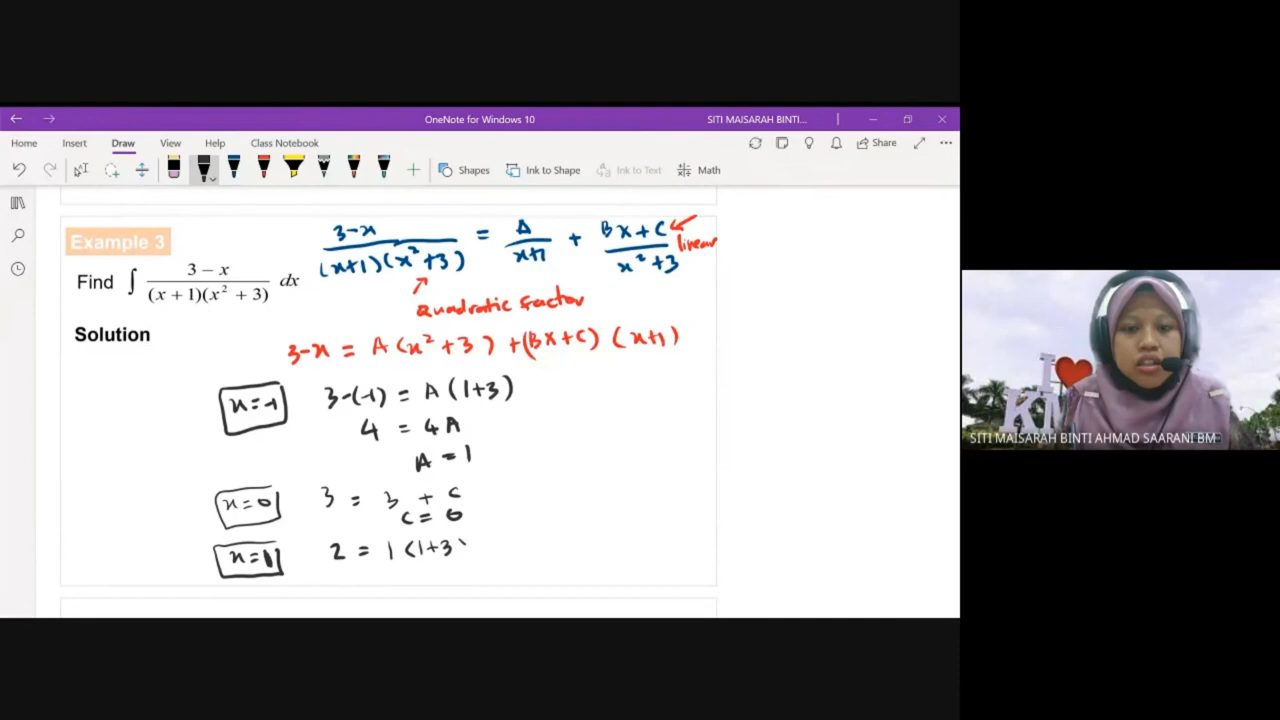 OneNote for Windows 10
SITI MAISARAH BINTI...
Home Insert Draw View Help Class Notebook Share
Shapes Ink to Shape Ink to Text Math
Example 3
Find ∫ (3 − x)/((x + 1)(x² + 3)) dx
(3-x)/((x+1)(x²+3)) = A/(x+1) + (Bx+C)/(x²+3)
linear
Quadratic factor
Solution
3-x = A(x²+3) + (Bx+C)(x+1)
x=-1 3-(-1) = A(1+3)
4 = 4A
A = 1
x=0 3 = 3 + C
C = 0
x=1 2 = 1(1+3)
I
KM
SITI MAISARAH BINTI AHMAD SAARANI BM